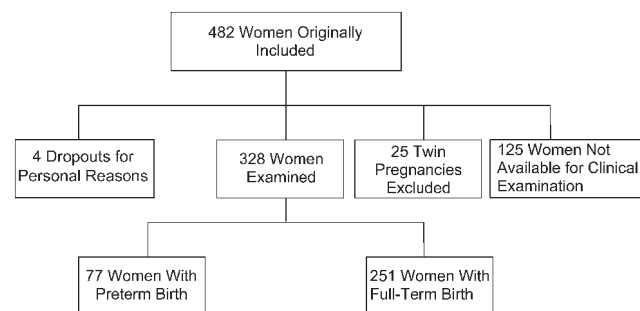 482 Women Originally
Included
4 Dropouts for
Personal Reasons
328 Women
Examined
25 Twin
Pregnancies
Excluded
125 Women Not
Available for Clinical
Examination
77 Women With
Preterm Birth
251 Women With
Full-Term Birth